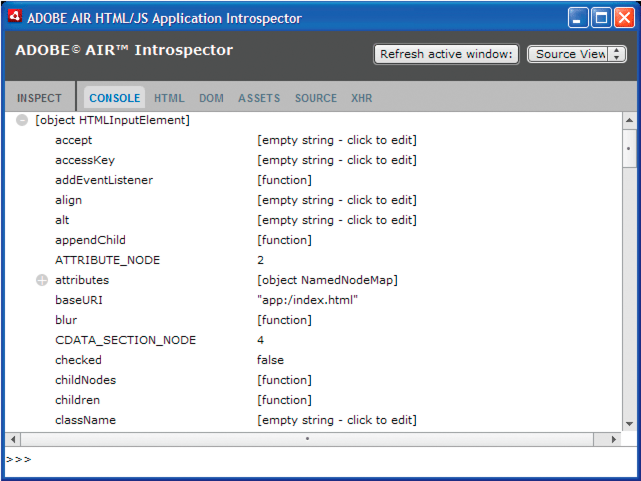 ADOBE AIR HTML/JS Application Introspector
ADOBE© AIR™ Introspector
Refresh active window:
Source View
INSPECT CONSOLE HTML DOM ASSETS SOURCE XHR
[object HTMLInputElement]
accept [empty string - click to edit]
accessKey [empty string - click to edit]
addEventListener [function]
align [empty string - click to edit]
alt [empty string - click to edit]
appendChild [function]
ATTRIBUTE_NODE 2
attributes [object NamedNodeMap]
baseURI "app:/index.html"
blur [function]
CDATA_SECTION_NODE 4
checked false
childNodes [function]
children [function]
className [empty string - click to edit]
>>>